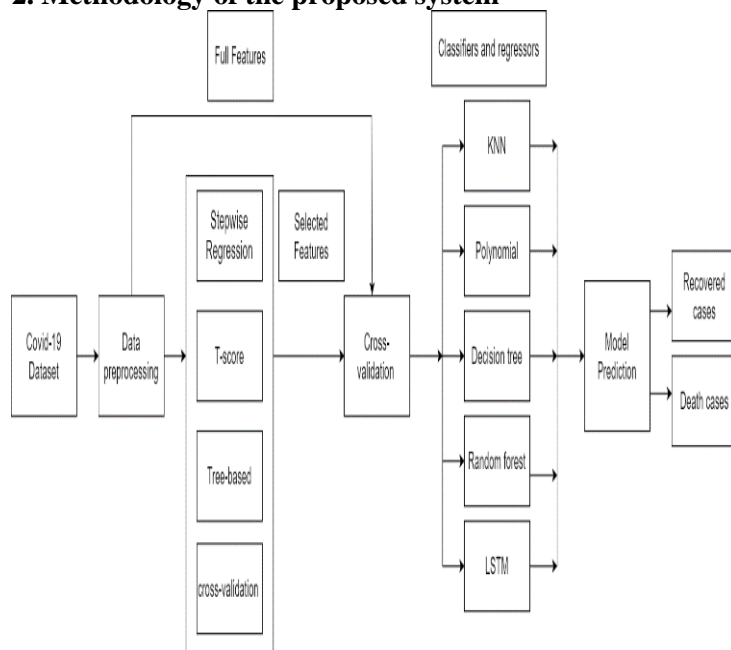 2. Methodology of the proposed system
Full Features
Classifiers and regressors
KNN
Stepwise
Regression
Selected
Features
Polynomial
Recovered
cases
Covid-19
Dataset
Data
preprocessing
T-score
Cross-
validation
Decision tree
Model
Prediction
Death cases
Tree-based
Random forest
cross-validation
LSTM